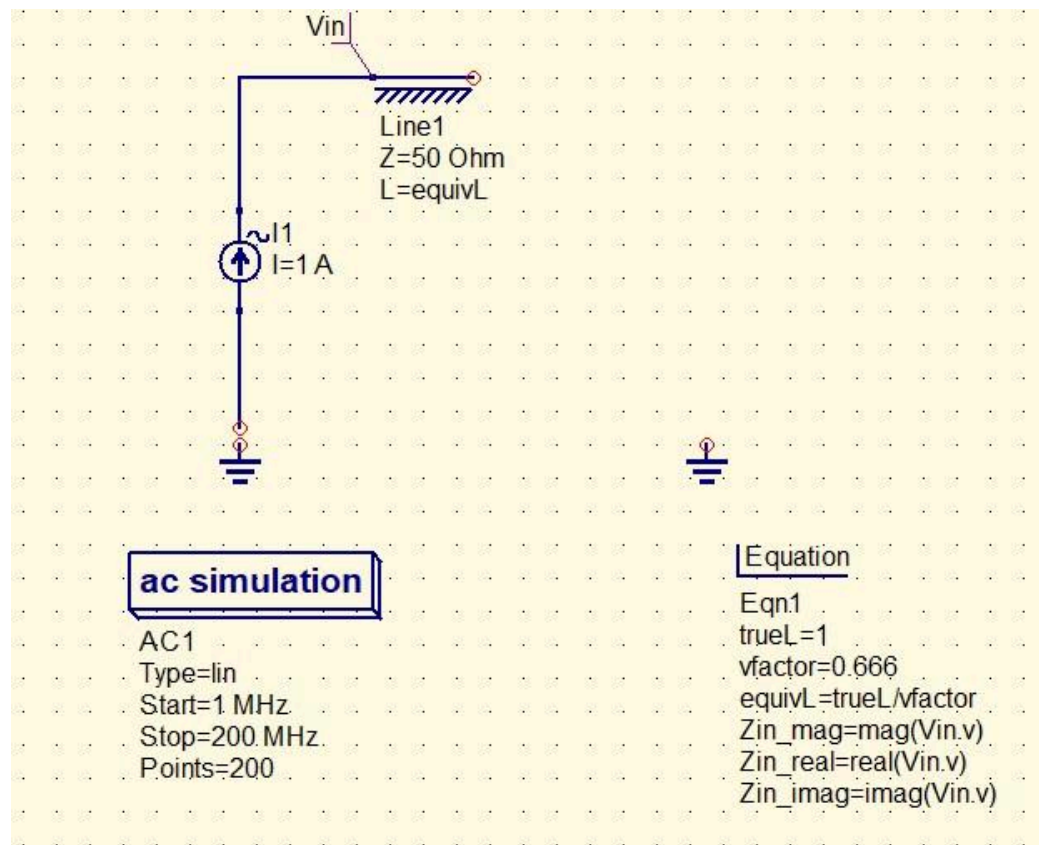 Vin
Line1
Z=50 Ohm
L=equivL
I1
I=1 A
ac simulation
AC1
Type=lin
Start=1 MHz
Stop=200 MHz
Points=200
Equation
Eqn1
trueL=1
vfactor=0.666
equivL=trueL/vfactor
Zin_mag=mag(Vin.v)
Zin_real=real(Vin.v)
Zin_imag=imag(Vin.v)